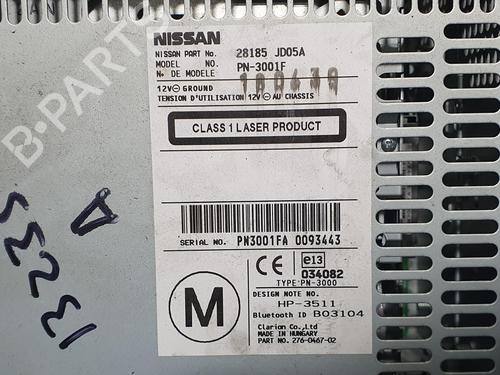 NISSAN
NISSAN PART No. 28185 JD05A
MODEL NO. PN-3001F
No. DE MODELE
12V⊖ GROUND
TENSION D'UTILISATION 12V⊖ AU CHASSIS
CLASS 1 LASER PRODUCT
SERIAL NO. PN3001FA 0093443
M
CE e13
034082
TYPE:PN-3000
DESIGN NOTE NO.
HP-3511
Bluetooth ID B03104
Clarion Co.,Ltd
MADE IN HUNGARY
PART No. 276-0467-02
B-PARTS
A